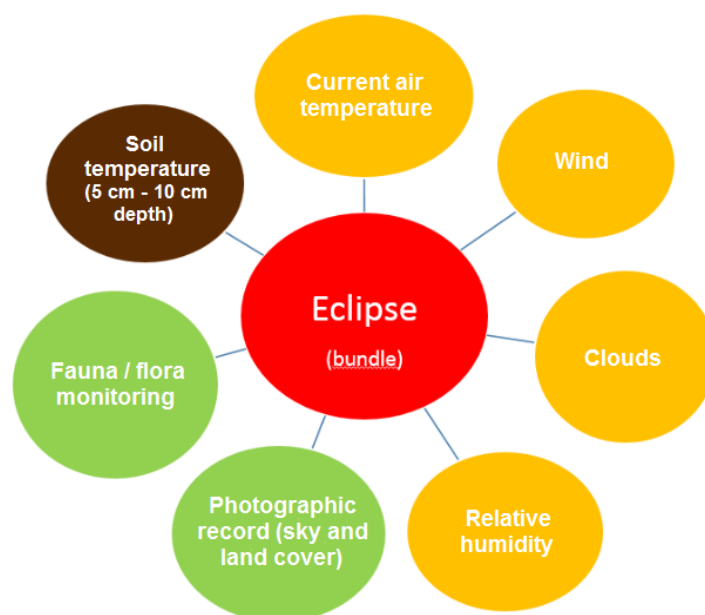 Current air
temperature
Wind
Clouds
Relative
humidity
Photographic
record (sky and
land cover)
Fauna / flora
monitoring
Soil
temperature
(5 cm - 10 cm
depth)
Eclipse
(bundle)